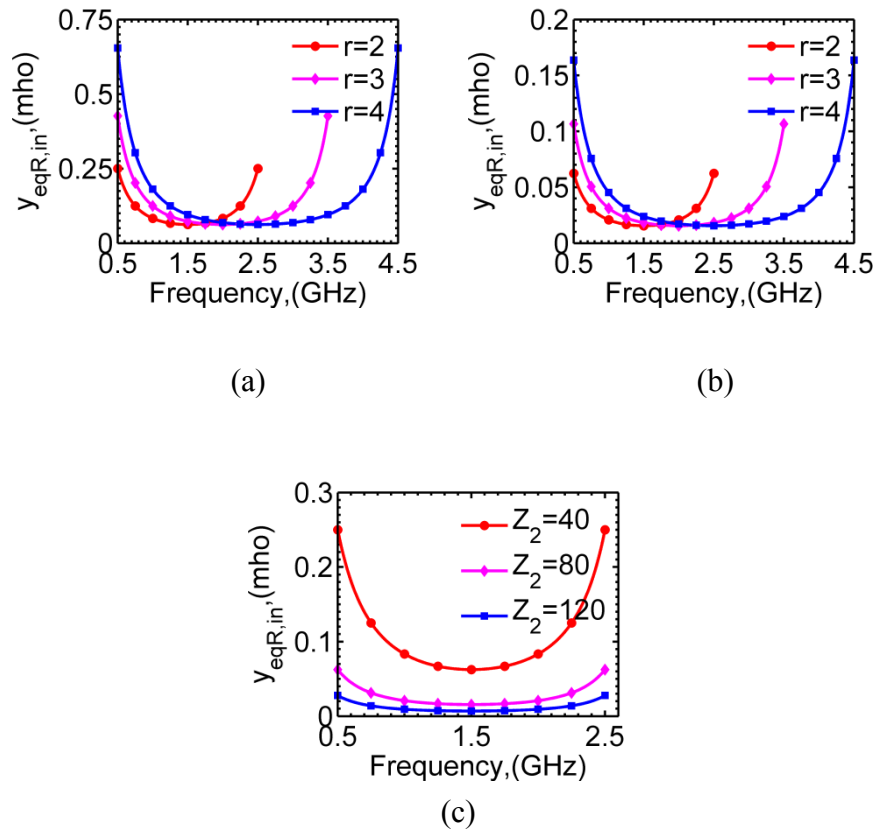 0.75
0.5
0.25
0
y_eqR,in,(mho)
r=2
r=3
r=4
0.5 1.5 2.5 3.5 4.5
Frequency,(GHz)
(a)
0.2
0.15
0.1
0.05
0
y_eqR,in,(mho)
r=2
r=3
r=4
0.5 1.5 2.5 3.5 4.5
Frequency,(GHz)
(b)
0.3
0.2
0.1
0
y_eqR,in,(mho)
Z_2=40
Z_2=80
Z_2=120
0.5 1.5 2.5
Frequency,(GHz)
(c)